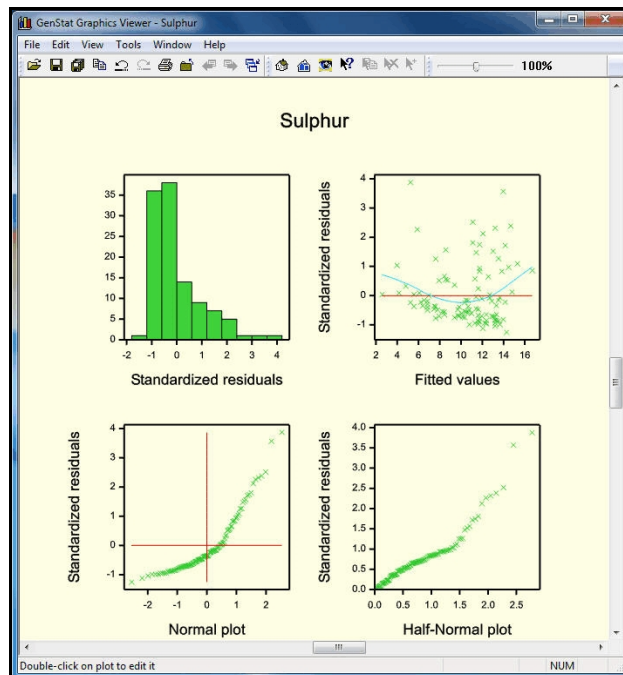 GenStat Graphics Viewer - Sulphur
File Edit View Tools Window Help
100%
Sulphur
Standardized residuals
35
30
25
20
15
10
5
0
-2 -1 0 1 2 3 4
Standardized residuals
Standardized residuals
4
3
2
1
0
-1
2 4 6 8 10 12 14 16
Fitted values
Standardized residuals
4
3
2
1
0
-1
-2 -1 0 1 2
Normal plot
Standardized residuals
4.0
3.5
3.0
2.5
2.0
1.5
1.0
0.5
0.0
0.0 0.5 1.0 1.5 2.0 2.5
Half-Normal plot
Double-click on plot to edit it NUM